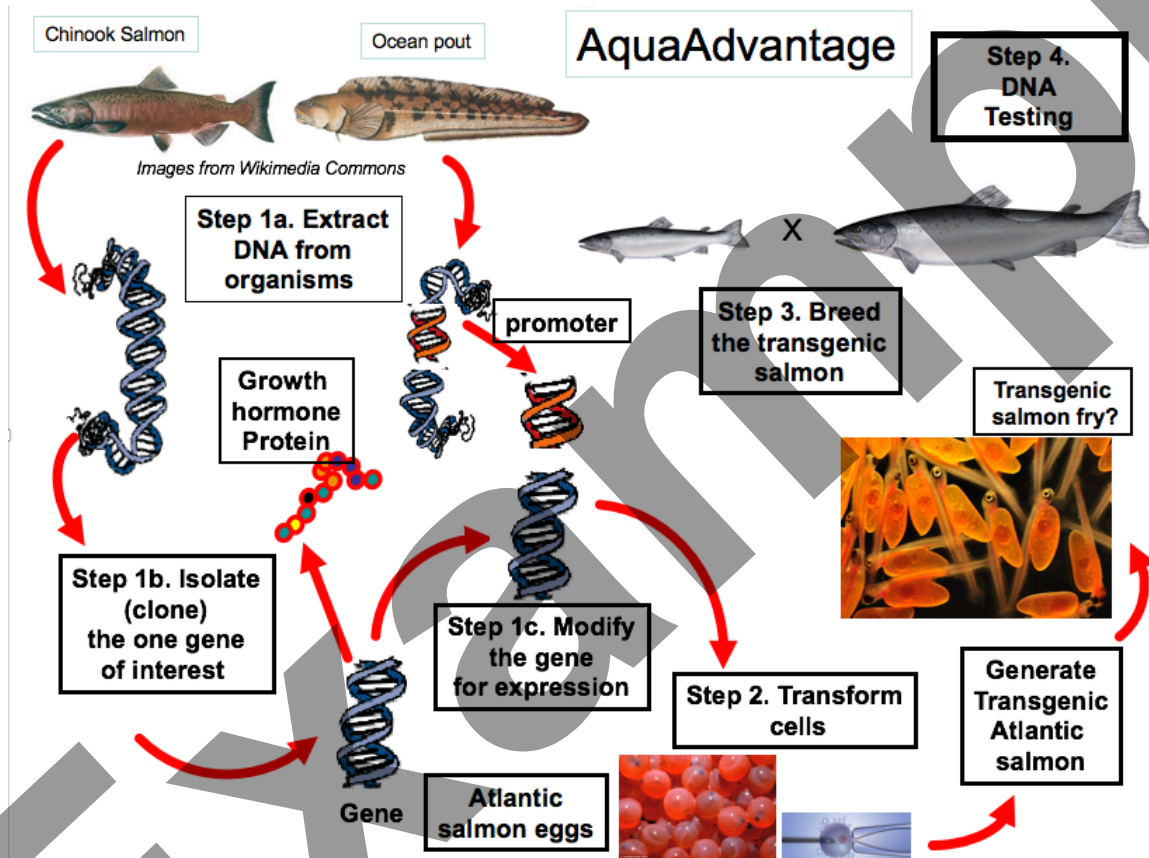 Chinook Salmon
Ocean pout
AquaAdvantage
Step 4.
DNA
Testing
Images from Wikimedia Commons
Step 1a. Extract
DNA from
organisms
X
promoter
Step 3. Breed
the transgenic
salmon
Growth
hormone
Protein
Transgenic
salmon fry?
Step 1b. Isolate
(clone)
the one gene
of interest
Step 1c. Modify
the gene
for expression
Step 2. Transform
cells
Generate
Transgenic
Atlantic
salmon
Gene
Atlantic
salmon eggs